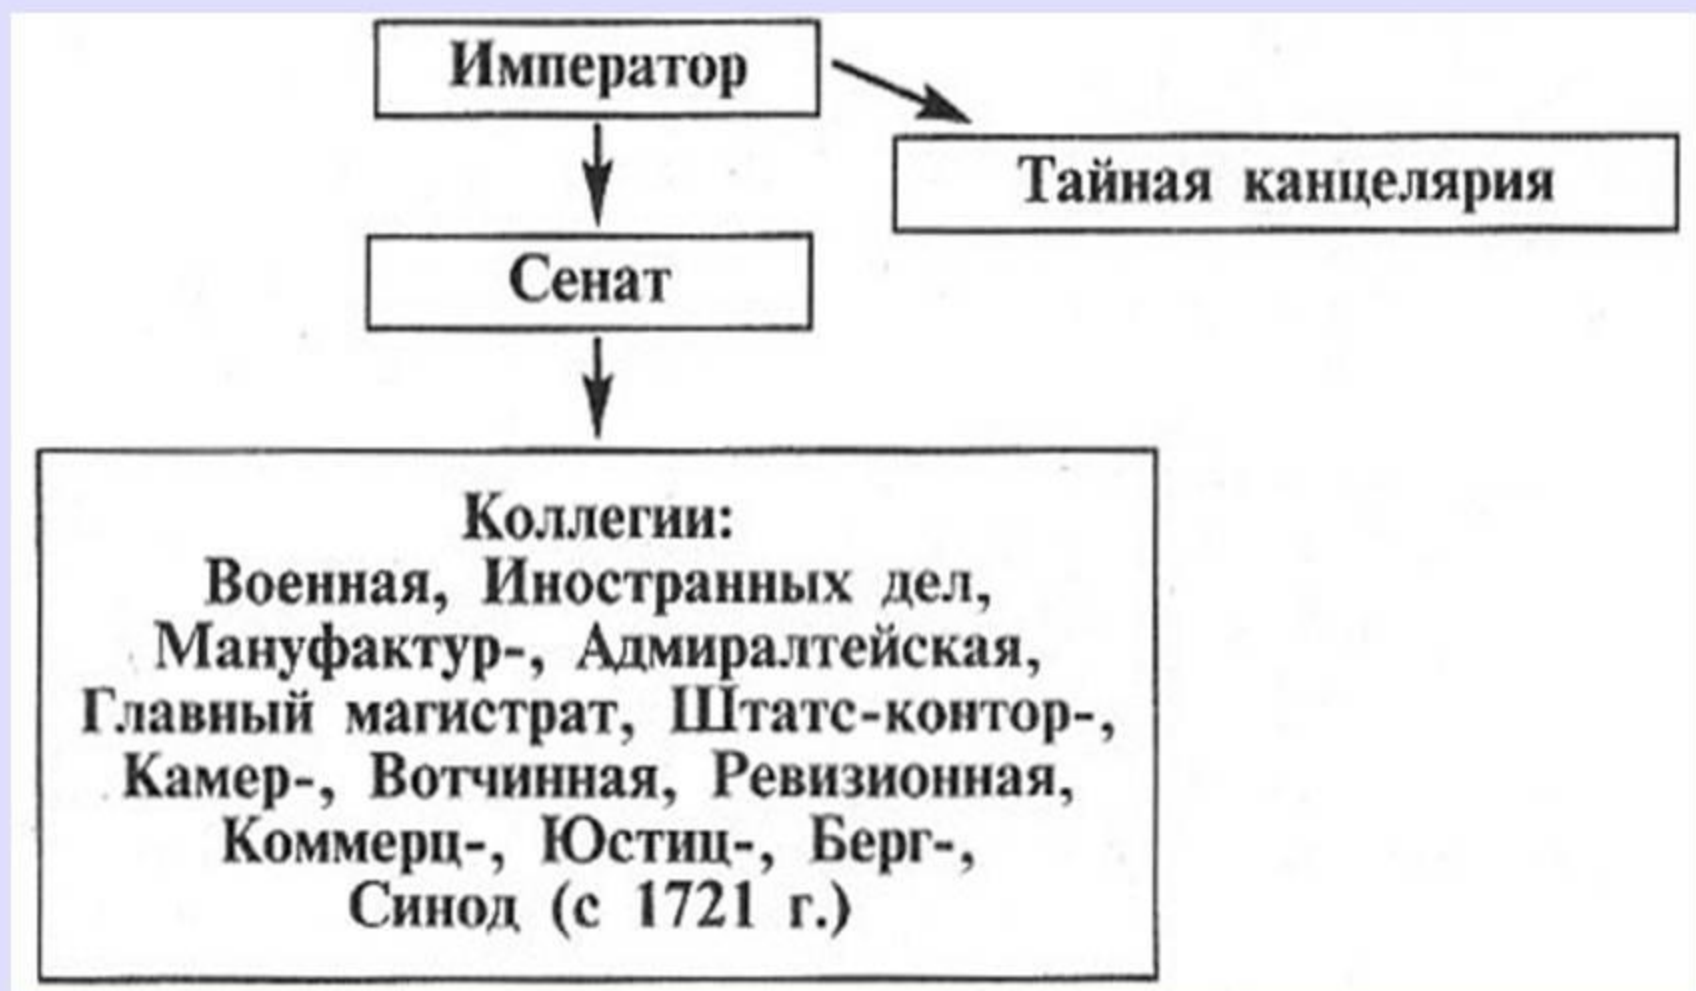 Император
Тайная канцелярия
Сенат
Коллегии:
Военная, Иностранных дел,
Мануфактур-, Адмиралтейская,
Главный магистрат, Штатс-контор-,
Камер-, Вотчинная, Ревизионная,
Коммерц-, Юстиц-, Берг-,
Синод (с 1721 г.)